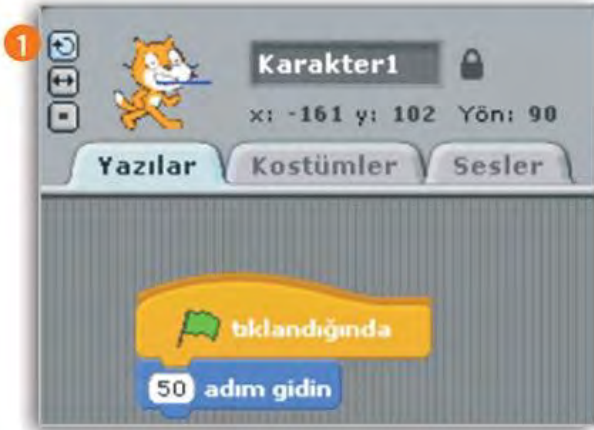 1
Karakter1
x: -161 y: 102 Yön: 90
Yazılar Kostümler Sesler
tıklandığında
50 adım gidin